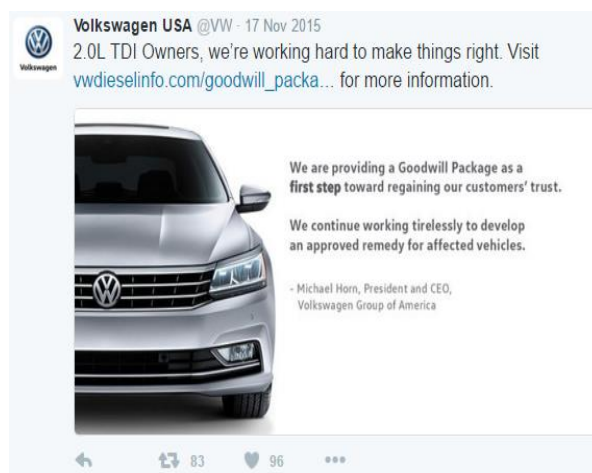 Volkswagen USA @VW · 17 Nov 2015
2.0L TDI Owners, we're working hard to make things right. Visit
vwdieselinfo.com/goodwill_packa... for more information.
Volkswagen
We are providing a Goodwill Package as a
first step toward regaining our customers' trust.
We continue working tirelessly to develop
an approved remedy for affected vehicles.
- Michael Horn, President and CEO,
Volkswagen Group of America
83 96